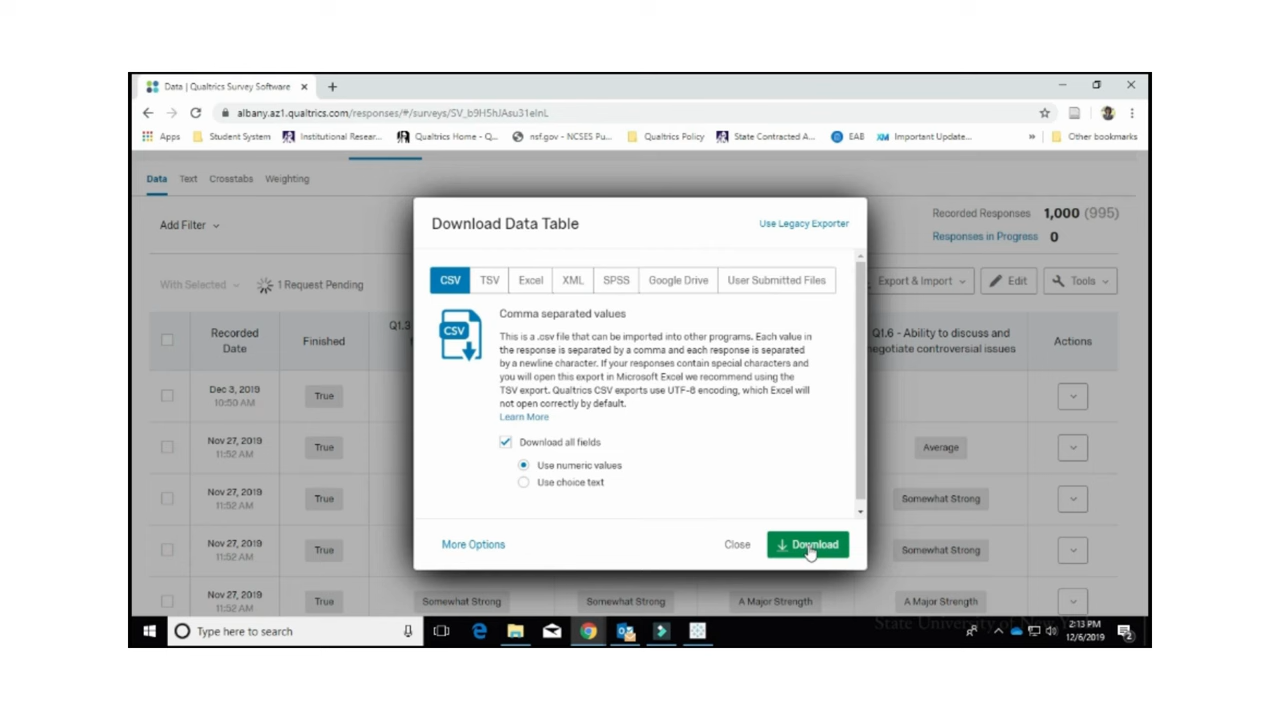 Data | Qualtrics Survey Software
albany.az1.qualtrics.com/responses/#/surveys/SV_b9H5hJAsu31eInL
Apps Student System Institutional Resear... Qualtrics Home - Q... nsf.gov - NCSES Pu... Qualtrics Policy State Contracted A... EAB XM Important Update... » Other bookmarks
Data Text Crosstabs Weighting
Add Filter
Recorded Responses 1,000 (995)
Responses in Progress 0
With Selected 1 Request Pending
Export & Import Edit Tools
Recorded Date
Finished
Q1.3
Q1.6 - Ability to discuss and
negotiate controversial issues
Actions
Dec 3, 2019
10:50 AM
True
Nov 27, 2019
11:52 AM
True
Average
Nov 27, 2019
11:52 AM
True
Somewhat Strong
Nov 27, 2019
11:52 AM
True
Somewhat Strong
Nov 27, 2019
11:52 AM
True
Somewhat Strong
Somewhat Strong
A Major Strength
A Major Strength
Download Data Table
Use Legacy Exporter
CSV TSV Excel XML SPSS Google Drive User Submitted Files
CSV
Comma separated values
This is a .csv file that can be imported into other programs. Each value in
the response is separated by a comma and each response is separated
by a newline character. If your responses contain special characters and
you will open this export in Microsoft Excel we recommend using the
TSV export. Qualtrics CSV exports use UTF-8 encoding, which Excel will
not open correctly by default.
Learn More
Download all fields
Use numeric values
Use choice text
More Options
Close
Download
Type here to search
State University of New
2:13 PM
12/6/2019
2